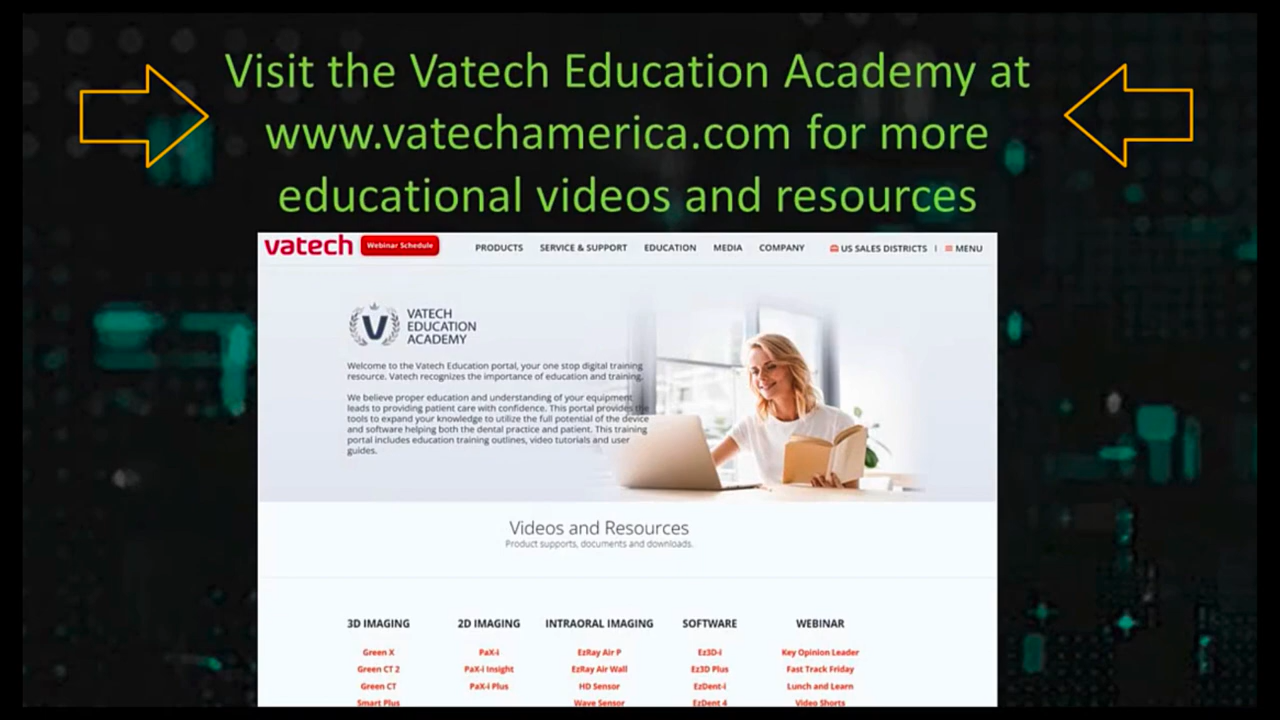 Visit the Vatech Education Academy at
www.vatechamerica.com for more
educational videos and resources
vatech Webinar Schedule PRODUCTS SERVICE & SUPPORT EDUCATION MEDIA COMPANY US SALES DISTRICTS | MENU
V VATECH
EDUCATION
ACADEMY
Welcome to the Vatech Education portal, your one stop digital training
resource. Vatech recognizes the importance of education and training.
We believe proper education and understanding of your equipment
leads to providing patient care with confidence. This portal provides the
tools to expand your knowledge to utilize the full potential of the device
and software helping both the dental practice and patient. This training
portal includes education training outlines, video tutorials and user
guides.
Videos and Resources
Product supports, documents and downloads.
3D IMAGING 2D IMAGING INTRAORAL IMAGING SOFTWARE WEBINAR
Green X PaX-i EzRay Air P Ez3D-i Key Opinion Leader
Green CT 2 PaX-i Insight EzRay Air Wall Ez3D Plus Fast Track Friday
Green CT PaX-i Plus HD Sensor EzDent-i Lunch and Learn
Smart Plus Wave Sensor EzDent 4 Video Shorts